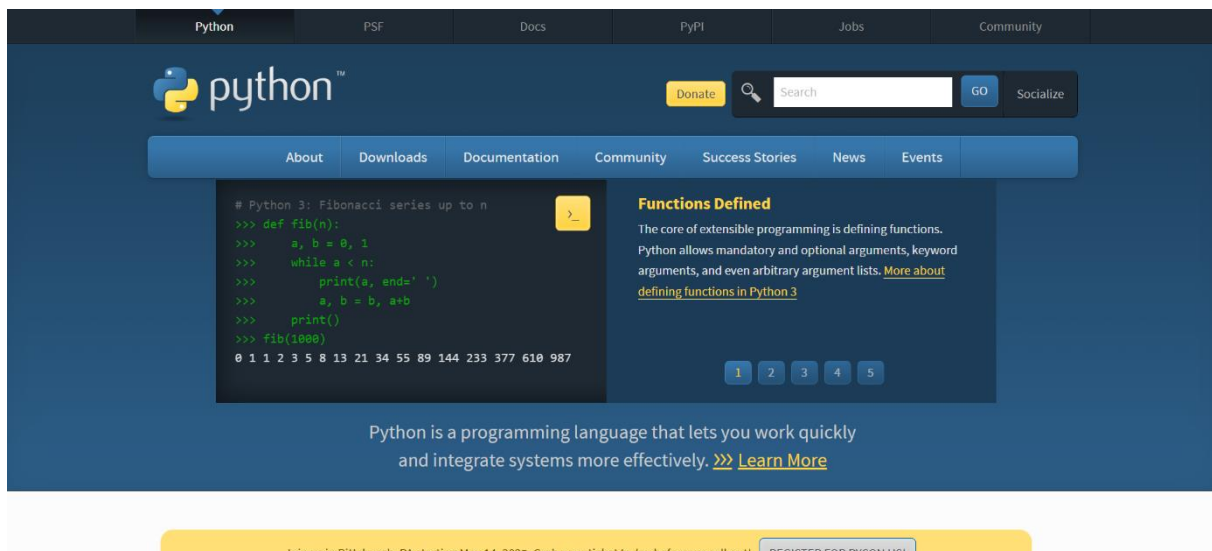 Python PSF Docs PyPI Jobs Community
python™
Donate Search GO Socialize
About Downloads Documentation Community Success Stories News Events
# Python 3: Fibonacci series up to n
>>> def fib(n):
>>>     a, b = 0, 1
>>>     while a < n:
>>>         print(a, end=' ')
>>>         a, b = b, a+b
>>>     print()
>>> fib(1000)
0 1 1 2 3 5 8 13 21 34 55 89 144 233 377 610 987
>_
Functions Defined
The core of extensible programming is defining functions.
Python allows mandatory and optional arguments, keyword
arguments, and even arbitrary argument lists. More about
defining functions in Python 3
1 2 3 4 5
Python is a programming language that lets you work quickly
and integrate systems more effectively. >>> Learn More
REGISTER FOR PYCON US!